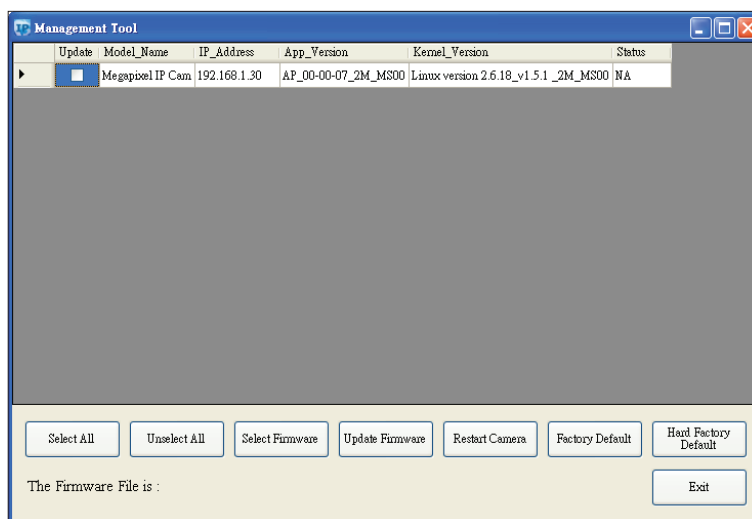 IP Management Tool
Update Model_Name IP_Address App_Version Kernel_Version Status
Megapixel IP Cam 192.168.1.30 AP_00-00-07_2M_MS00 Linux version 2.6.18_v1.5.1 _2M_MS00 NA
Select All Unselect All Select Firmware Update Firmware Restart Camera Factory Default Hard Factory
Default
The Firmware File is :
Exit